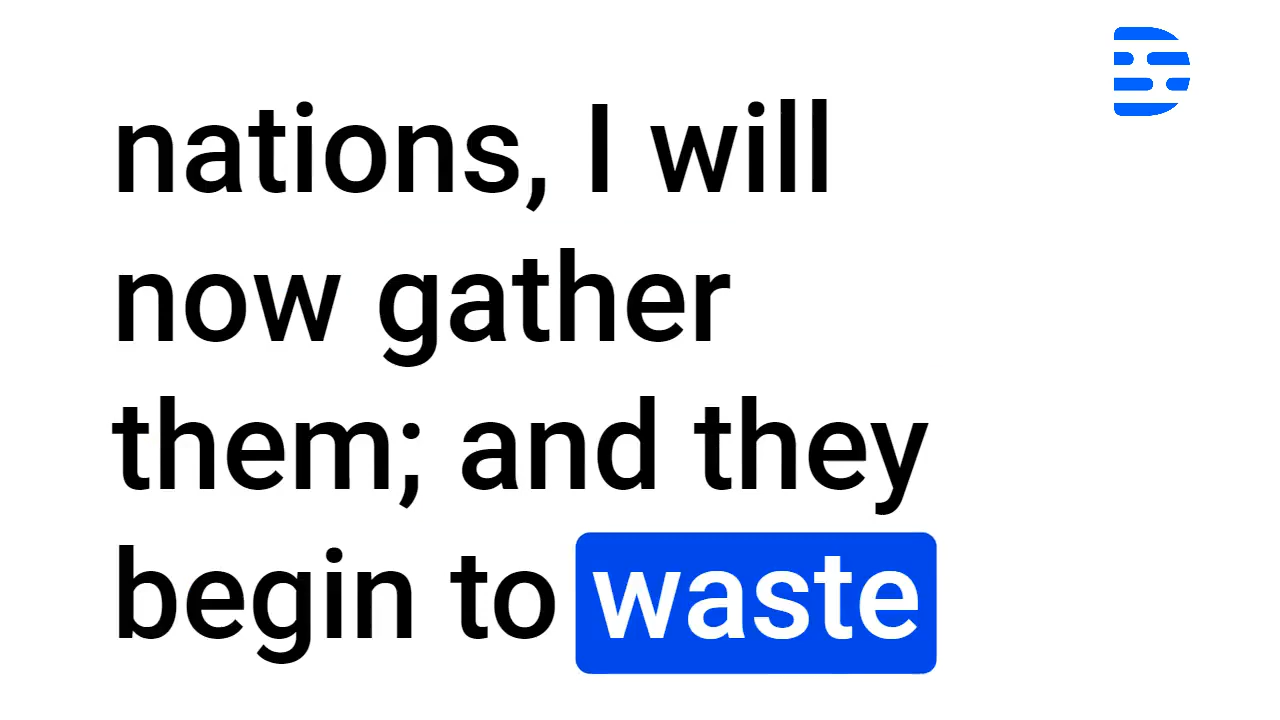 nations, I will
now gather
them; and they
begin to waste